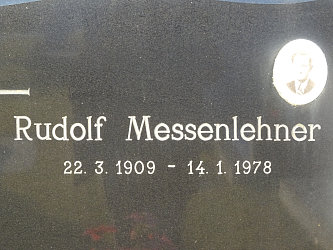 Rudolf Messenlehner
22. 3. 1909 - 14. 1. 1978